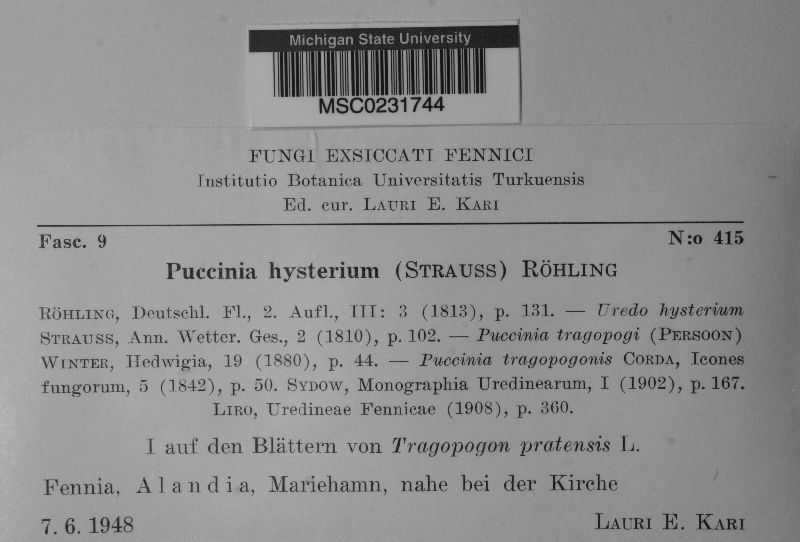 Michigan State University
MSC0231744
FUNGI EXSICCATI FENNICI
Institutio Botanica Universitatis Turkuensis
Ed. cur. LAURI E. KARI
Fasc. 9 N:o 415
Puccinia hysterium (STRAUSS) RÖHLING
RÖHLING, Deutschl. Fl., 2. Aufl., III: 3 (1813), p. 131. — Uredo hysterium
STRAUSS, Ann. Wetter. Ges., 2 (1810), p. 102. — Puccinia tragopogi (PERSOON)
WINTER, Hedwigia, 19 (1880), p. 44. — Puccinia tragopogonis CORDA, Icones
fungorum, 5 (1842), p. 50. SYDOW, Monographia Uredinearum, I (1902), p. 167.
LIRO, Uredineae Fennicae (1908), p. 360.
I auf den Blättern von Tragopogon pratensis L.
Fennia, Alandia, Mariehamn, nahe bei der Kirche
7. 6. 1948 LAURI E. KARI